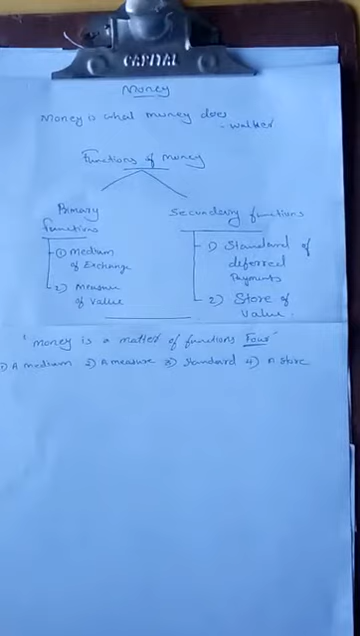 CAPITAL
Money
Money is what money does
- Walker
Functions of money
Primary
functions
① Medium
of Exchange
2) Measure
of Value
Secondary functions
1) Standard of
deferred
Payments
2) Store of
Value.
"Money is a matter of functions Four"
① A medium 2) A measure 3) Standard 4) A store